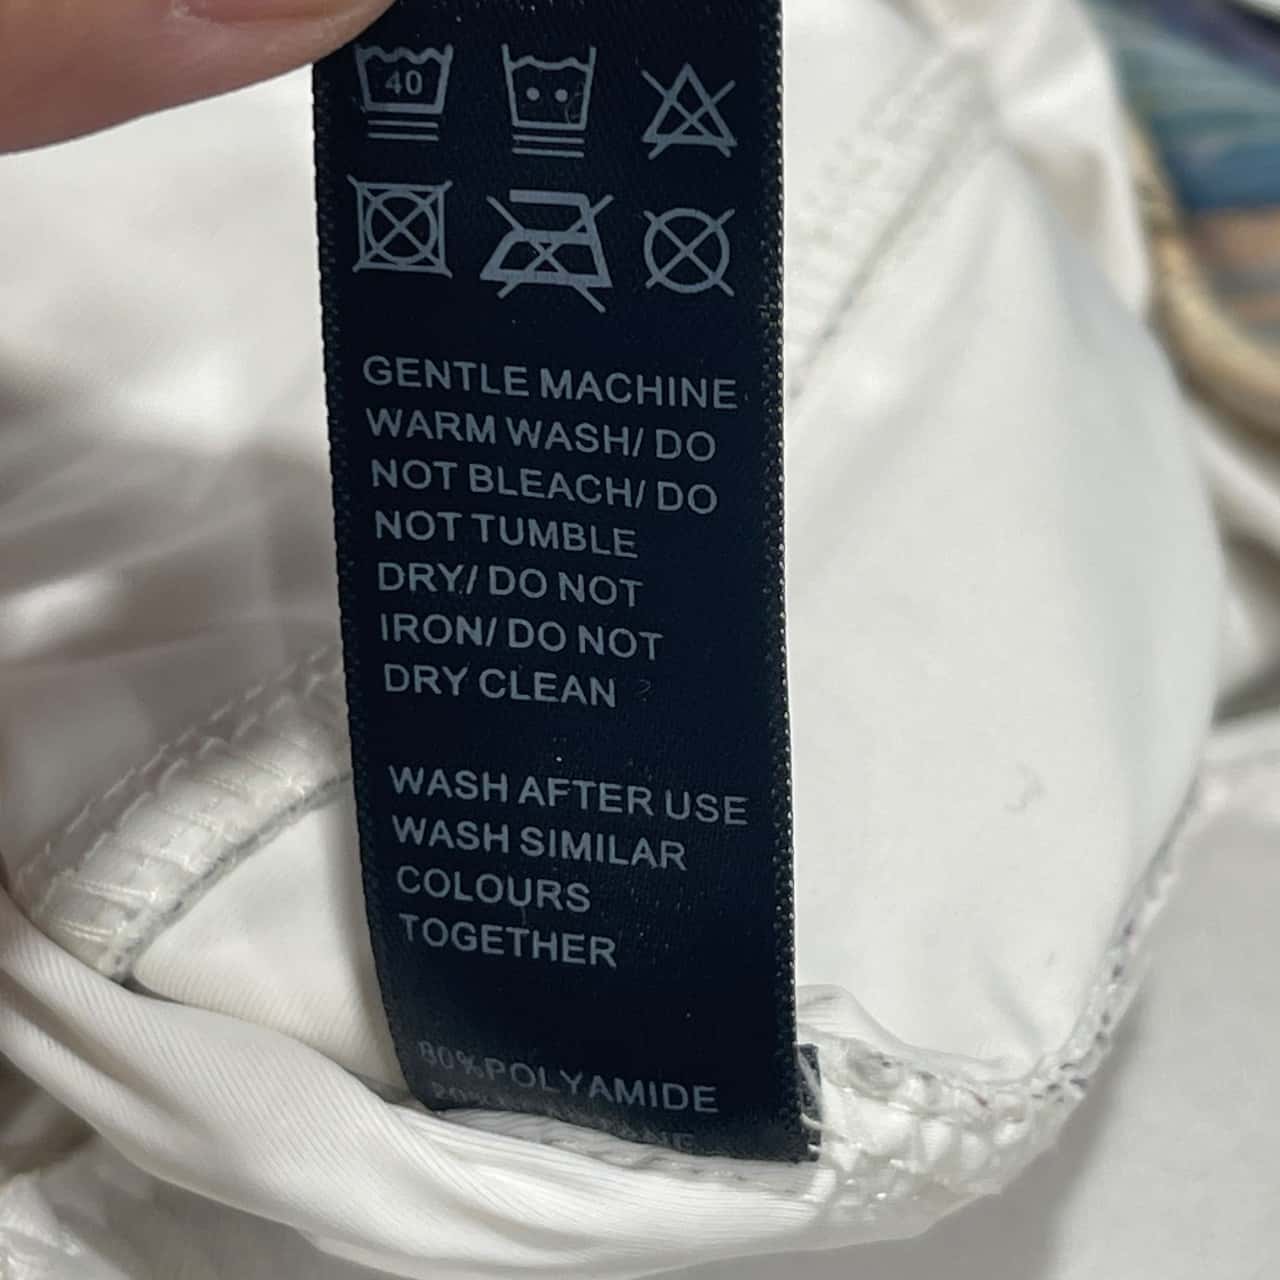 40
GENTLE MACHINE
WARM WASH/ DO
NOT BLEACH/ DO
NOT TUMBLE
DRY/ DO NOT
IRON/ DO NOT
DRY CLEAN
WASH AFTER USE
WASH SIMILAR
COLOURS
TOGETHER
80%POLYAMIDE